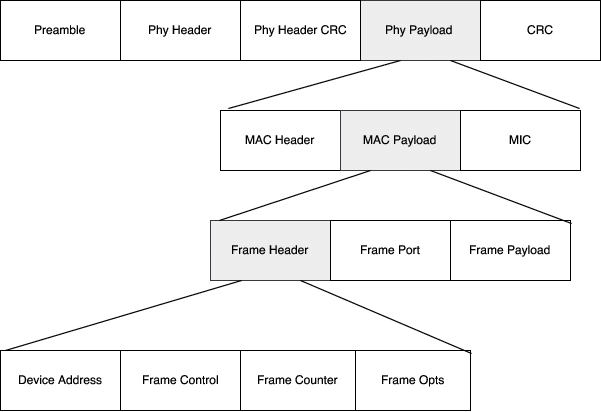 Preamble
Phy Header
Phy Header CRC
Phy Payload
CRC
MAC Header
MAC Payload
MIC
Frame Header
Frame Port
Frame Payload
Device Address
Frame Control
Frame Counter
Frame Opts